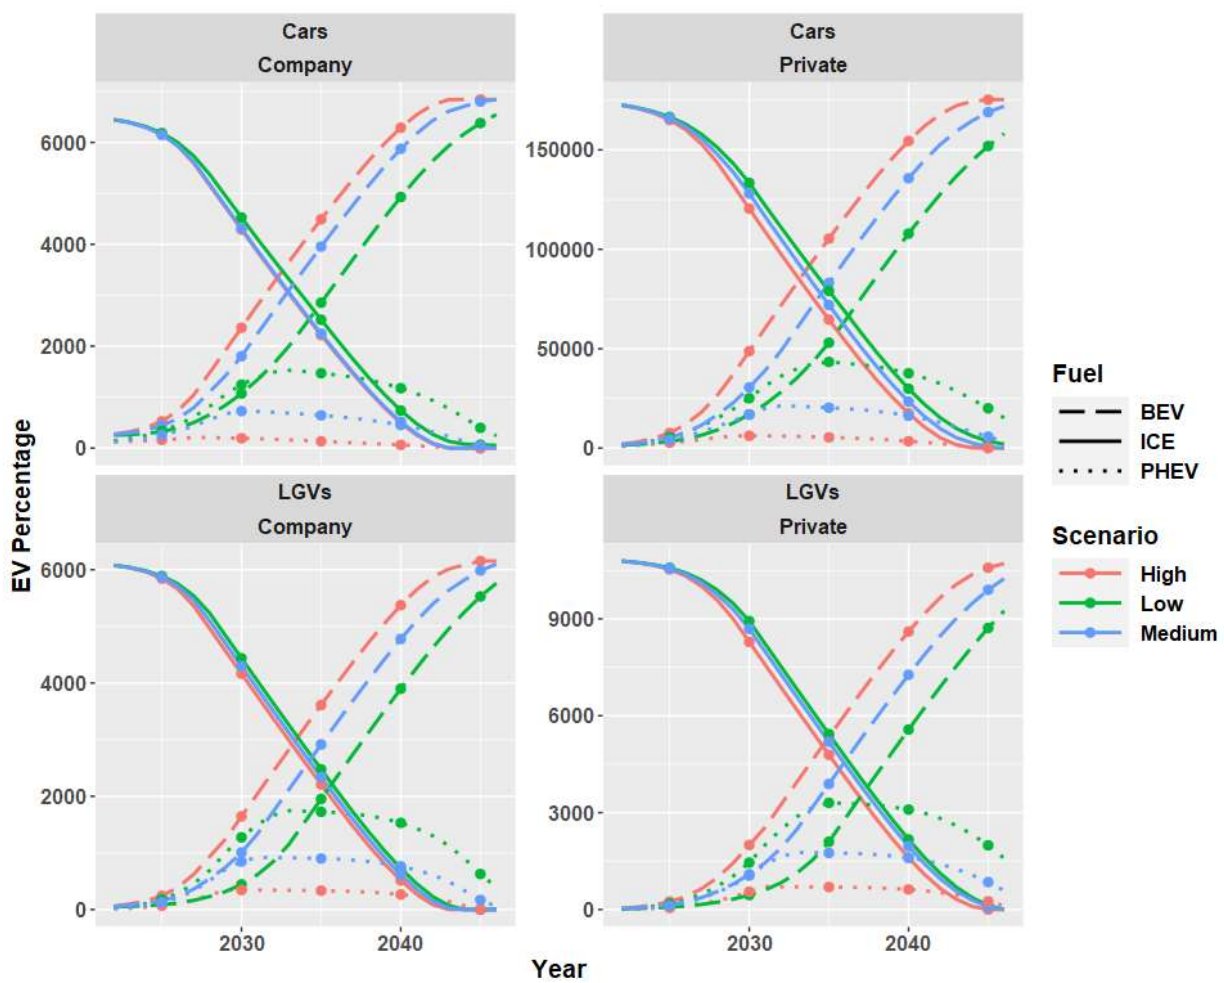 Cars
Company
Cars
Private
6000
4000
2000
0
150000
100000
50000
0
LGVs
Company
LGVs
Private
6000
4000
2000
0
9000
6000
3000
0
2030
2040
2030
2040
Year
EV Percentage
Fuel
BEV
ICE
PHEV
Scenario
High
Low
Medium